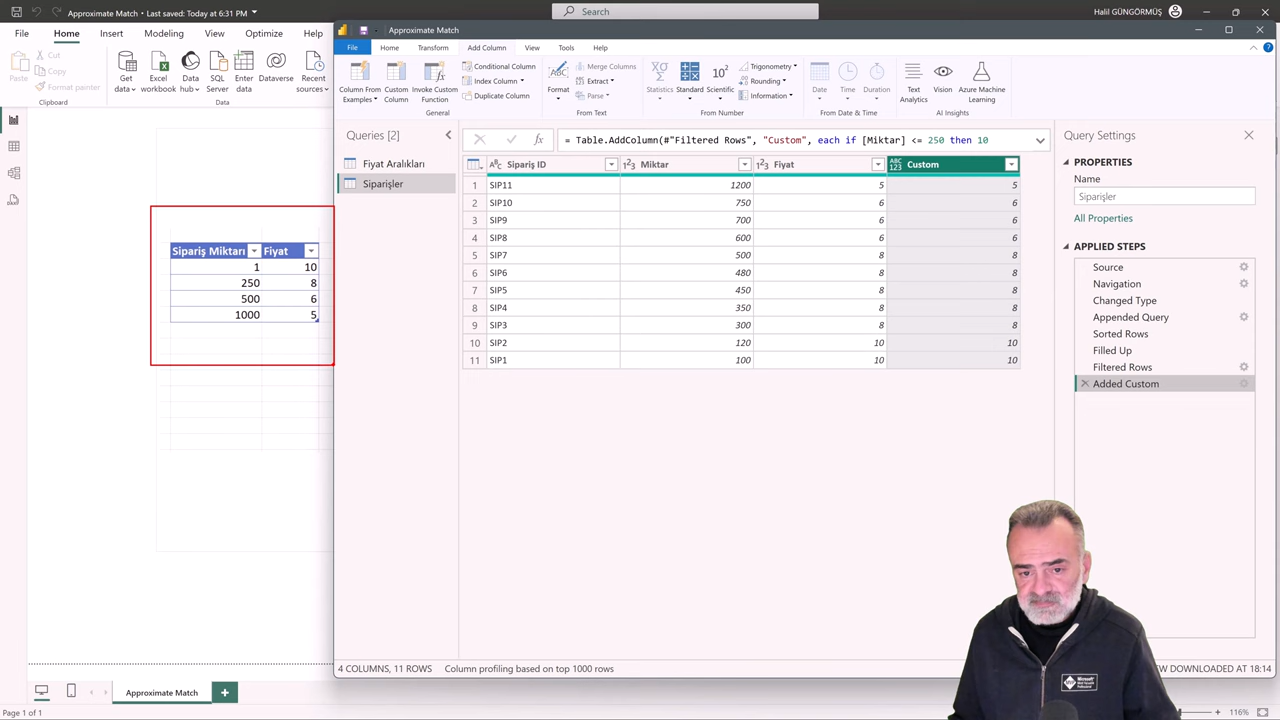 Approximate Match • Last saved: Today at 6:31 PM
Search
Halil GÜNGÖRMÜŞ
File Home Insert Modeling View Optimize Help
Paste
Cut
Copy
Format painter
Clipboard
Get data
Excel workbook
Data hub
SQL Server
Enter data
Dataverse
Recent sources
Data
Approximate Match
File Home Transform Add Column View Tools Help
Column From Examples
Custom Column
Invoke Custom Function
Conditional Column
Index Column
Duplicate Column
General
Format
Merge Columns
Extract
Parse
From Text
Statistics
Standard
Scientific
Trigonometry
Rounding
Information
From Number
Date
Time
Duration
From Date & Time
Text Analytics
Vision
Azure Machine Learning
AI Insights
Queries [2]
Fiyat Aralıkları
Siparişler
= Table.AddColumn(#"Filtered Rows", "Custom", each if [Miktar] <= 250 then 10
Sipariş ID Miktar Fiyat Custom
1 SIP11 1200 5 5
2 SIP10 750 6 6
3 SIP9 700 6 6
4 SIP8 600 6 6
5 SIP7 500 8 8
6 SIP6 480 8 8
7 SIP5 450 8 8
8 SIP4 350 8 8
9 SIP3 300 8 8
10 SIP2 120 10 10
11 SIP1 100 10 10
Sipariş Miktarı Fiyat
1 10
250 8
500 6
1000 5
Query Settings
PROPERTIES
Name
Siparişler
All Properties
APPLIED STEPS
Source
Navigation
Changed Type
Appended Query
Sorted Rows
Filled Up
Filtered Rows
Added Custom
4 COLUMNS, 11 ROWS Column profiling based on top 1000 rows
DOWNLOADED AT 18:14
Approximate Match
Page 1 of 1
116%